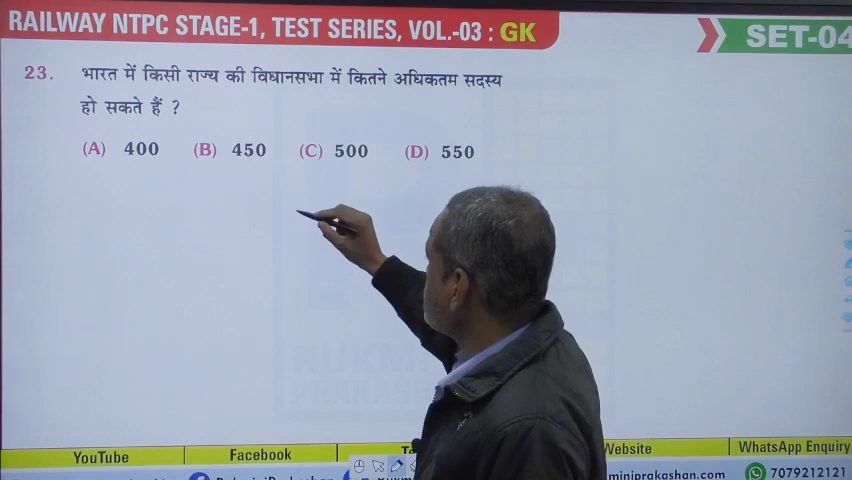 RAILWAY NTPC STAGE-1, TEST SERIES, VOL.-03 : GK
SET-04
23. भारत में किसी राज्य की विधानसभा में कितने अधिकतम सदस्य
हो सकते हैं ?
(A) 400 (B) 450 (C) 500 (D) 550
YouTube Facebook Website WhatsApp Enquiry
miniprakashan.com 7079212121